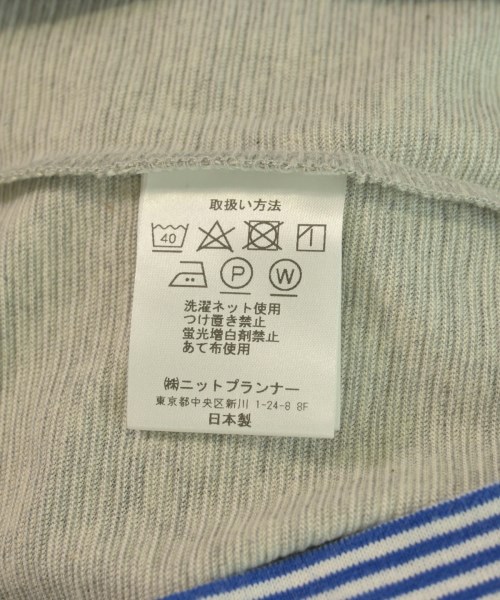 取扱い方法
40
P W
洗濯ネット使用
つけ置き禁止
蛍光増白剤禁止
あて布使用
㈱ニットプランナー
東京都中央区新川 1-24-8 8F
日本製